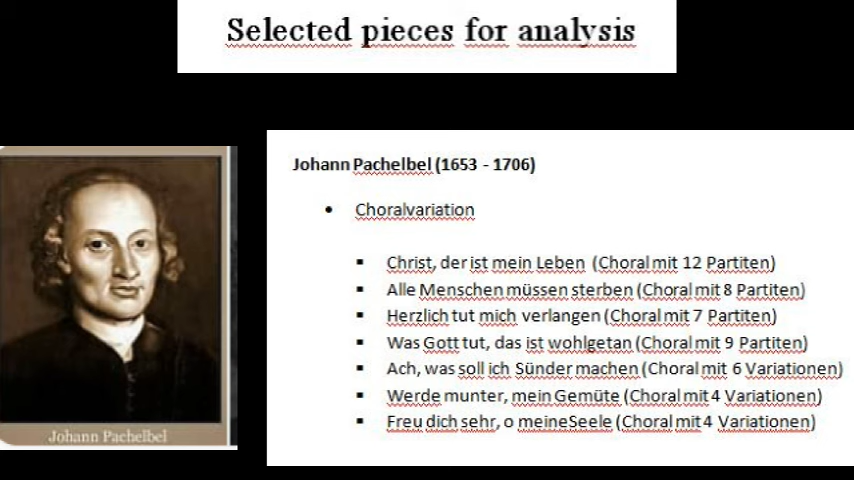 Selected pieces for analysis
Johann Pachelbel (1653 - 1706)
• Choralvariation
▪ Christ, der ist mein Leben (Choral mit 12 Partiten)
▪ Alle Menschen müssen sterben (Choral mit 8 Partiten)
▪ Herzlich tut mich verlangen (Choral mit 7 Partiten)
▪ Was Gott tut, das ist wohlgetan (Choral mit 9 Partiten)
▪ Ach, was soll ich Sünder machen (Choral mit 6 Variationen)
▪ Werde munter, mein Gemüte (Choral mit 4 Variationen)
▪ Freu dich sehr, o meineSeele (Choral mit 4 Variationen)
Johann Pachelbel